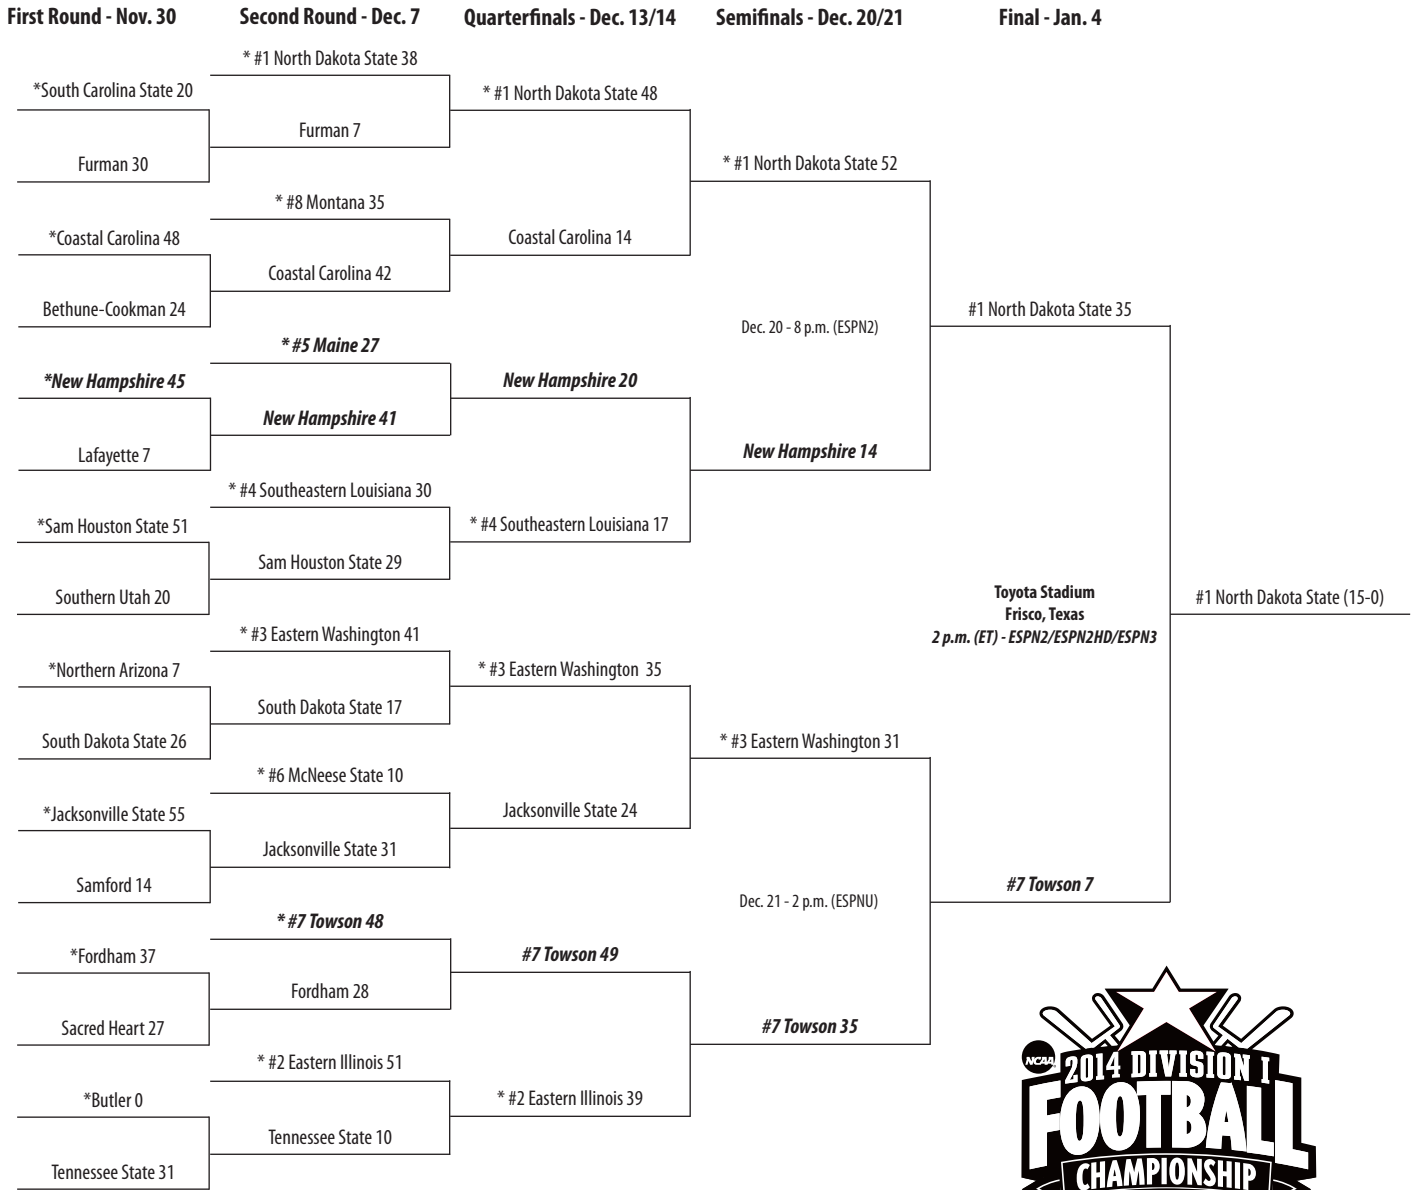 First Round - Nov. 30
Second Round - Dec. 7
Quarterfinals - Dec. 13/14
Semifinals - Dec. 20/21
Final - Jan. 4
*South Carolina State 20
Furman 30
*Coastal Carolina 48
Bethune-Cookman 24
*New Hampshire 45
Lafayette 7
*Sam Houston State 51
Southern Utah 20
*Northern Arizona 7
South Dakota State 26
*Jacksonville State 55
Samford 14
*Fordham 37
Sacred Heart 27
*Butler 0
Tennessee State 31
* #1 North Dakota State 38
Furman 7
* #8 Montana 35
Coastal Carolina 42
* #5 Maine 27
New Hampshire 41
* #4 Southeastern Louisiana 30
Sam Houston State 29
* #3 Eastern Washington 41
South Dakota State 17
* #6 McNeese State 10
Jacksonville State 31
* #7 Towson 48
Fordham 28
* #2 Eastern Illinois 51
Tennessee State 10
* #1 North Dakota State 48
Coastal Carolina 14
New Hampshire 20
* #4 Southeastern Louisiana 17
* #3 Eastern Washington 35
Jacksonville State 24
#7 Towson 49
* #2 Eastern Illinois 39
* #1 North Dakota State 52
Dec. 20 - 8 p.m. (ESPN2)
New Hampshire 14
* #3 Eastern Washington 31
Dec. 21 - 2 p.m. (ESPNU)
#7 Towson 35
#1 North Dakota State 35
Toyota Stadium
Frisco, Texas
2 p.m. (ET) - ESPN2/ESPN2HD/ESPN3
#7 Towson 7
#1 North Dakota State (15-0)
NCAA
2014 DIVISION I
FOOTBALL
CHAMPIONSHIP